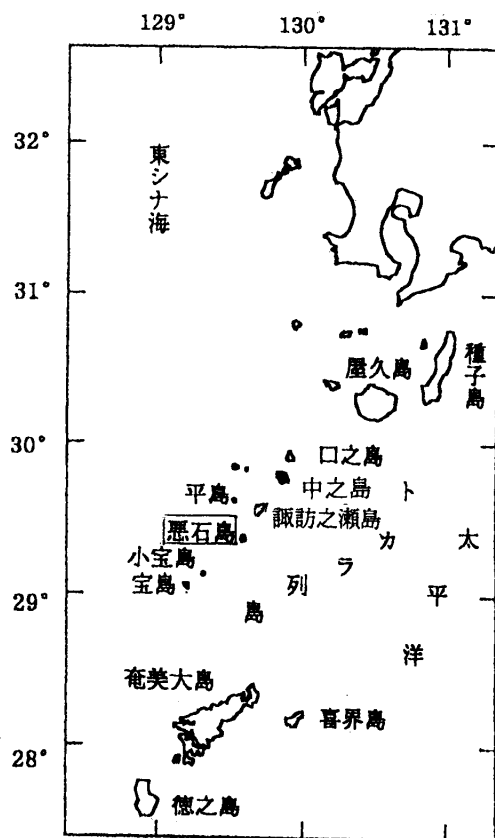 129°
130°
131°
32°
東シナ海
31°
屋久島
種子島
30°
口之島
中之島
平島
諏訪之瀬島
悪石島
小宝島
宝島
トカラ列島
太平洋
29°
奄美大島
喜界島
28°
徳之島